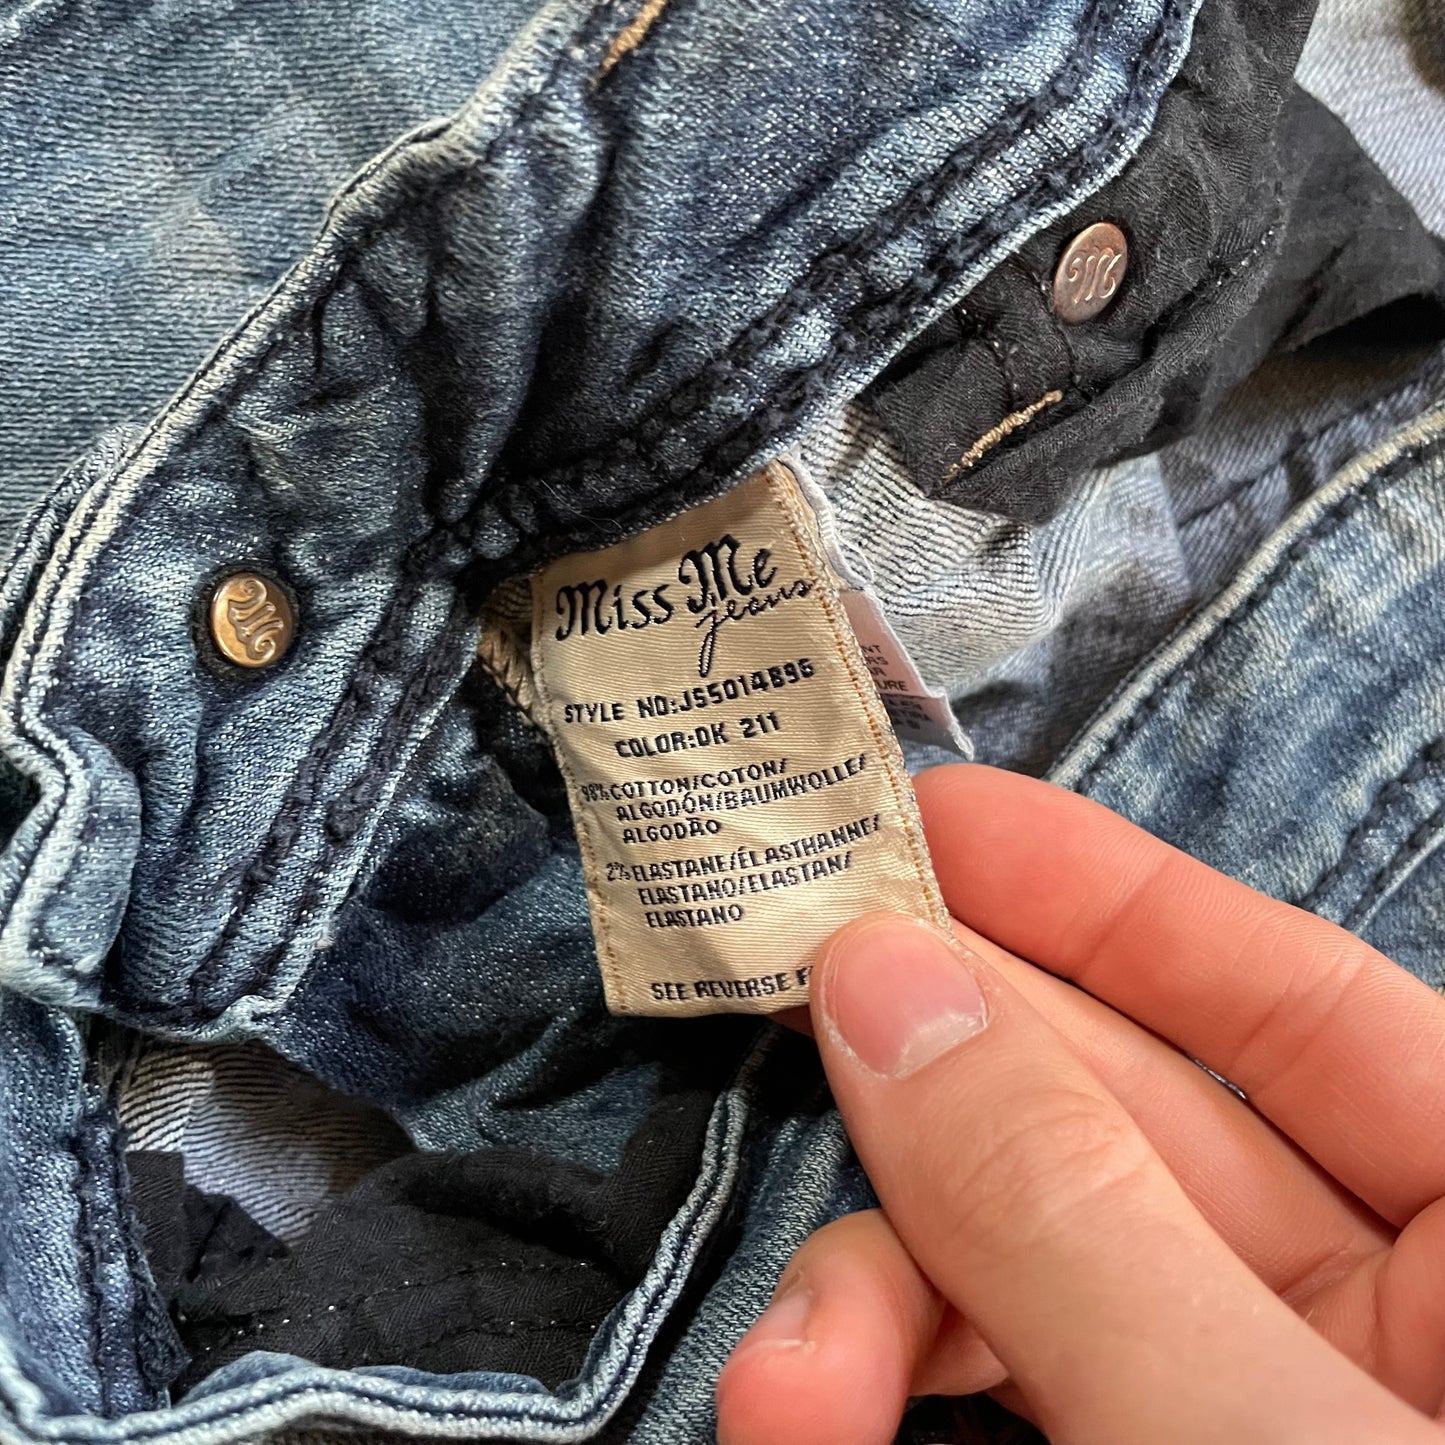 Miss Me
jeans
STYLE NO:JS5014B96
COLOR:DK 211
98% COTTON/COTON/
ALGODÓN/BAUMWOLLE/
ALGODÃO
2% ELASTANE/ÉLASTHANNE/
ELASTANO/ELASTAN/
ELASTANO
SEE REVERSE